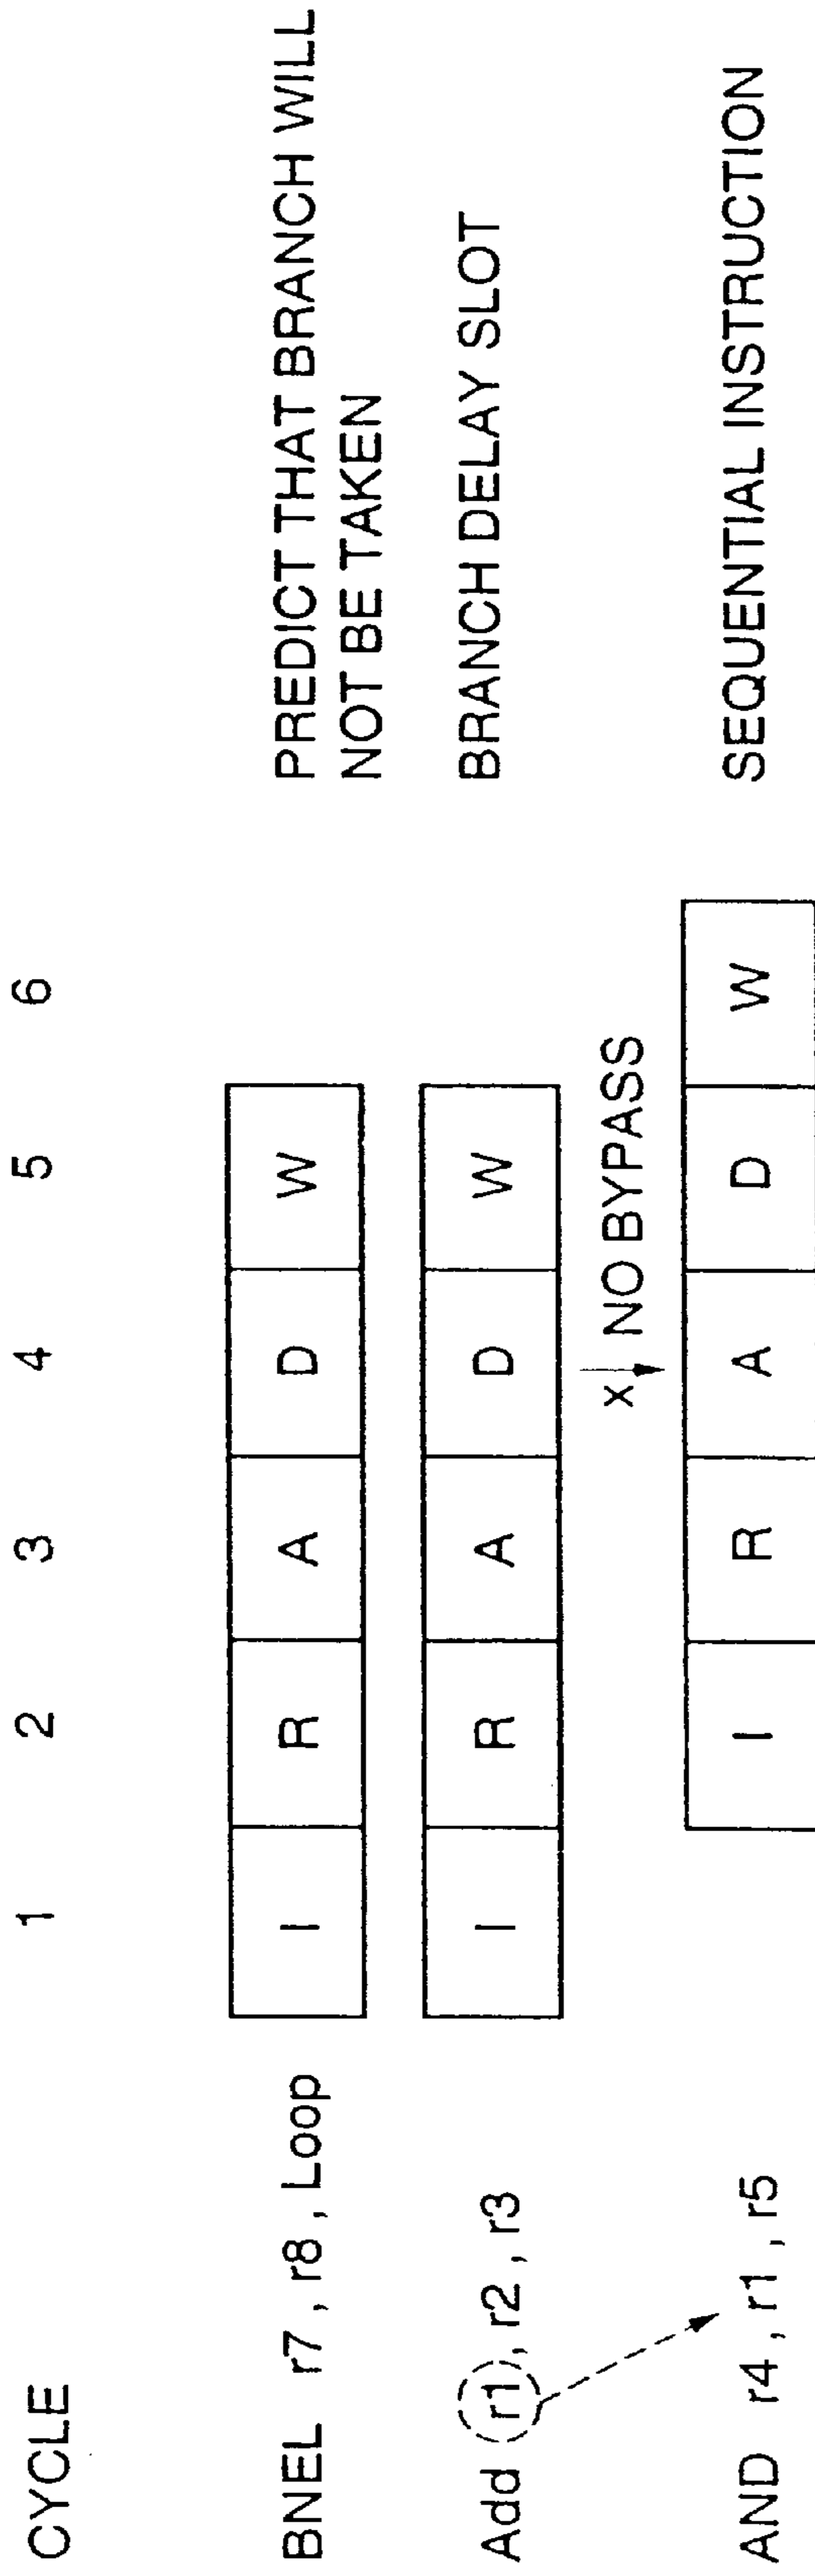 CYCLE 1 2 3 4 5 6
BNEL r7 , r8 , Loop I R A D W PREDICT THAT BRANCH WILL
NOT BE TAKEN
Add r1 , r2 , r3 I R A D W BRANCH DELAY SLOT
x NO BYPASS
AND r4 , r1 , r5 I R A D W SEQUENTIAL INSTRUCTION